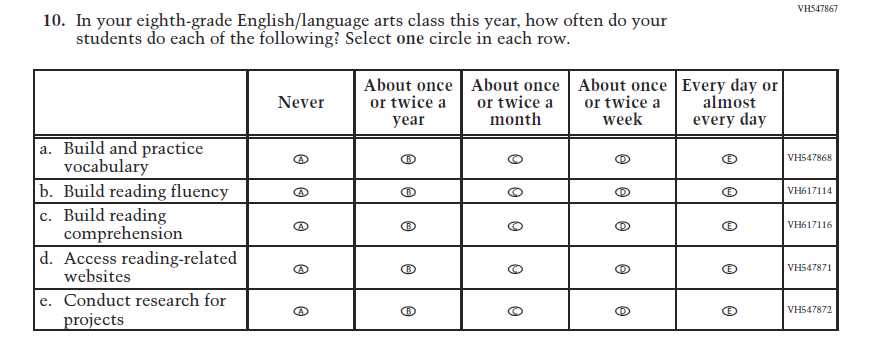 VH547867
10. In your eighth-grade English/language arts class this year, how often do your
students do each of the following? Select one circle in each row.
Never
About once
or twice a
year
About once
or twice a
month
About once
or twice a
week
Every day or
almost
every day
a. Build and practice
vocabulary
A B C D E VH547868
b. Build reading fluency A B C D E VH617114
c. Build reading
comprehension
A B C D E VH617116
d. Access reading-related
websites
A B C D E VH547871
e. Conduct research for
projects
A B C D E VH547872